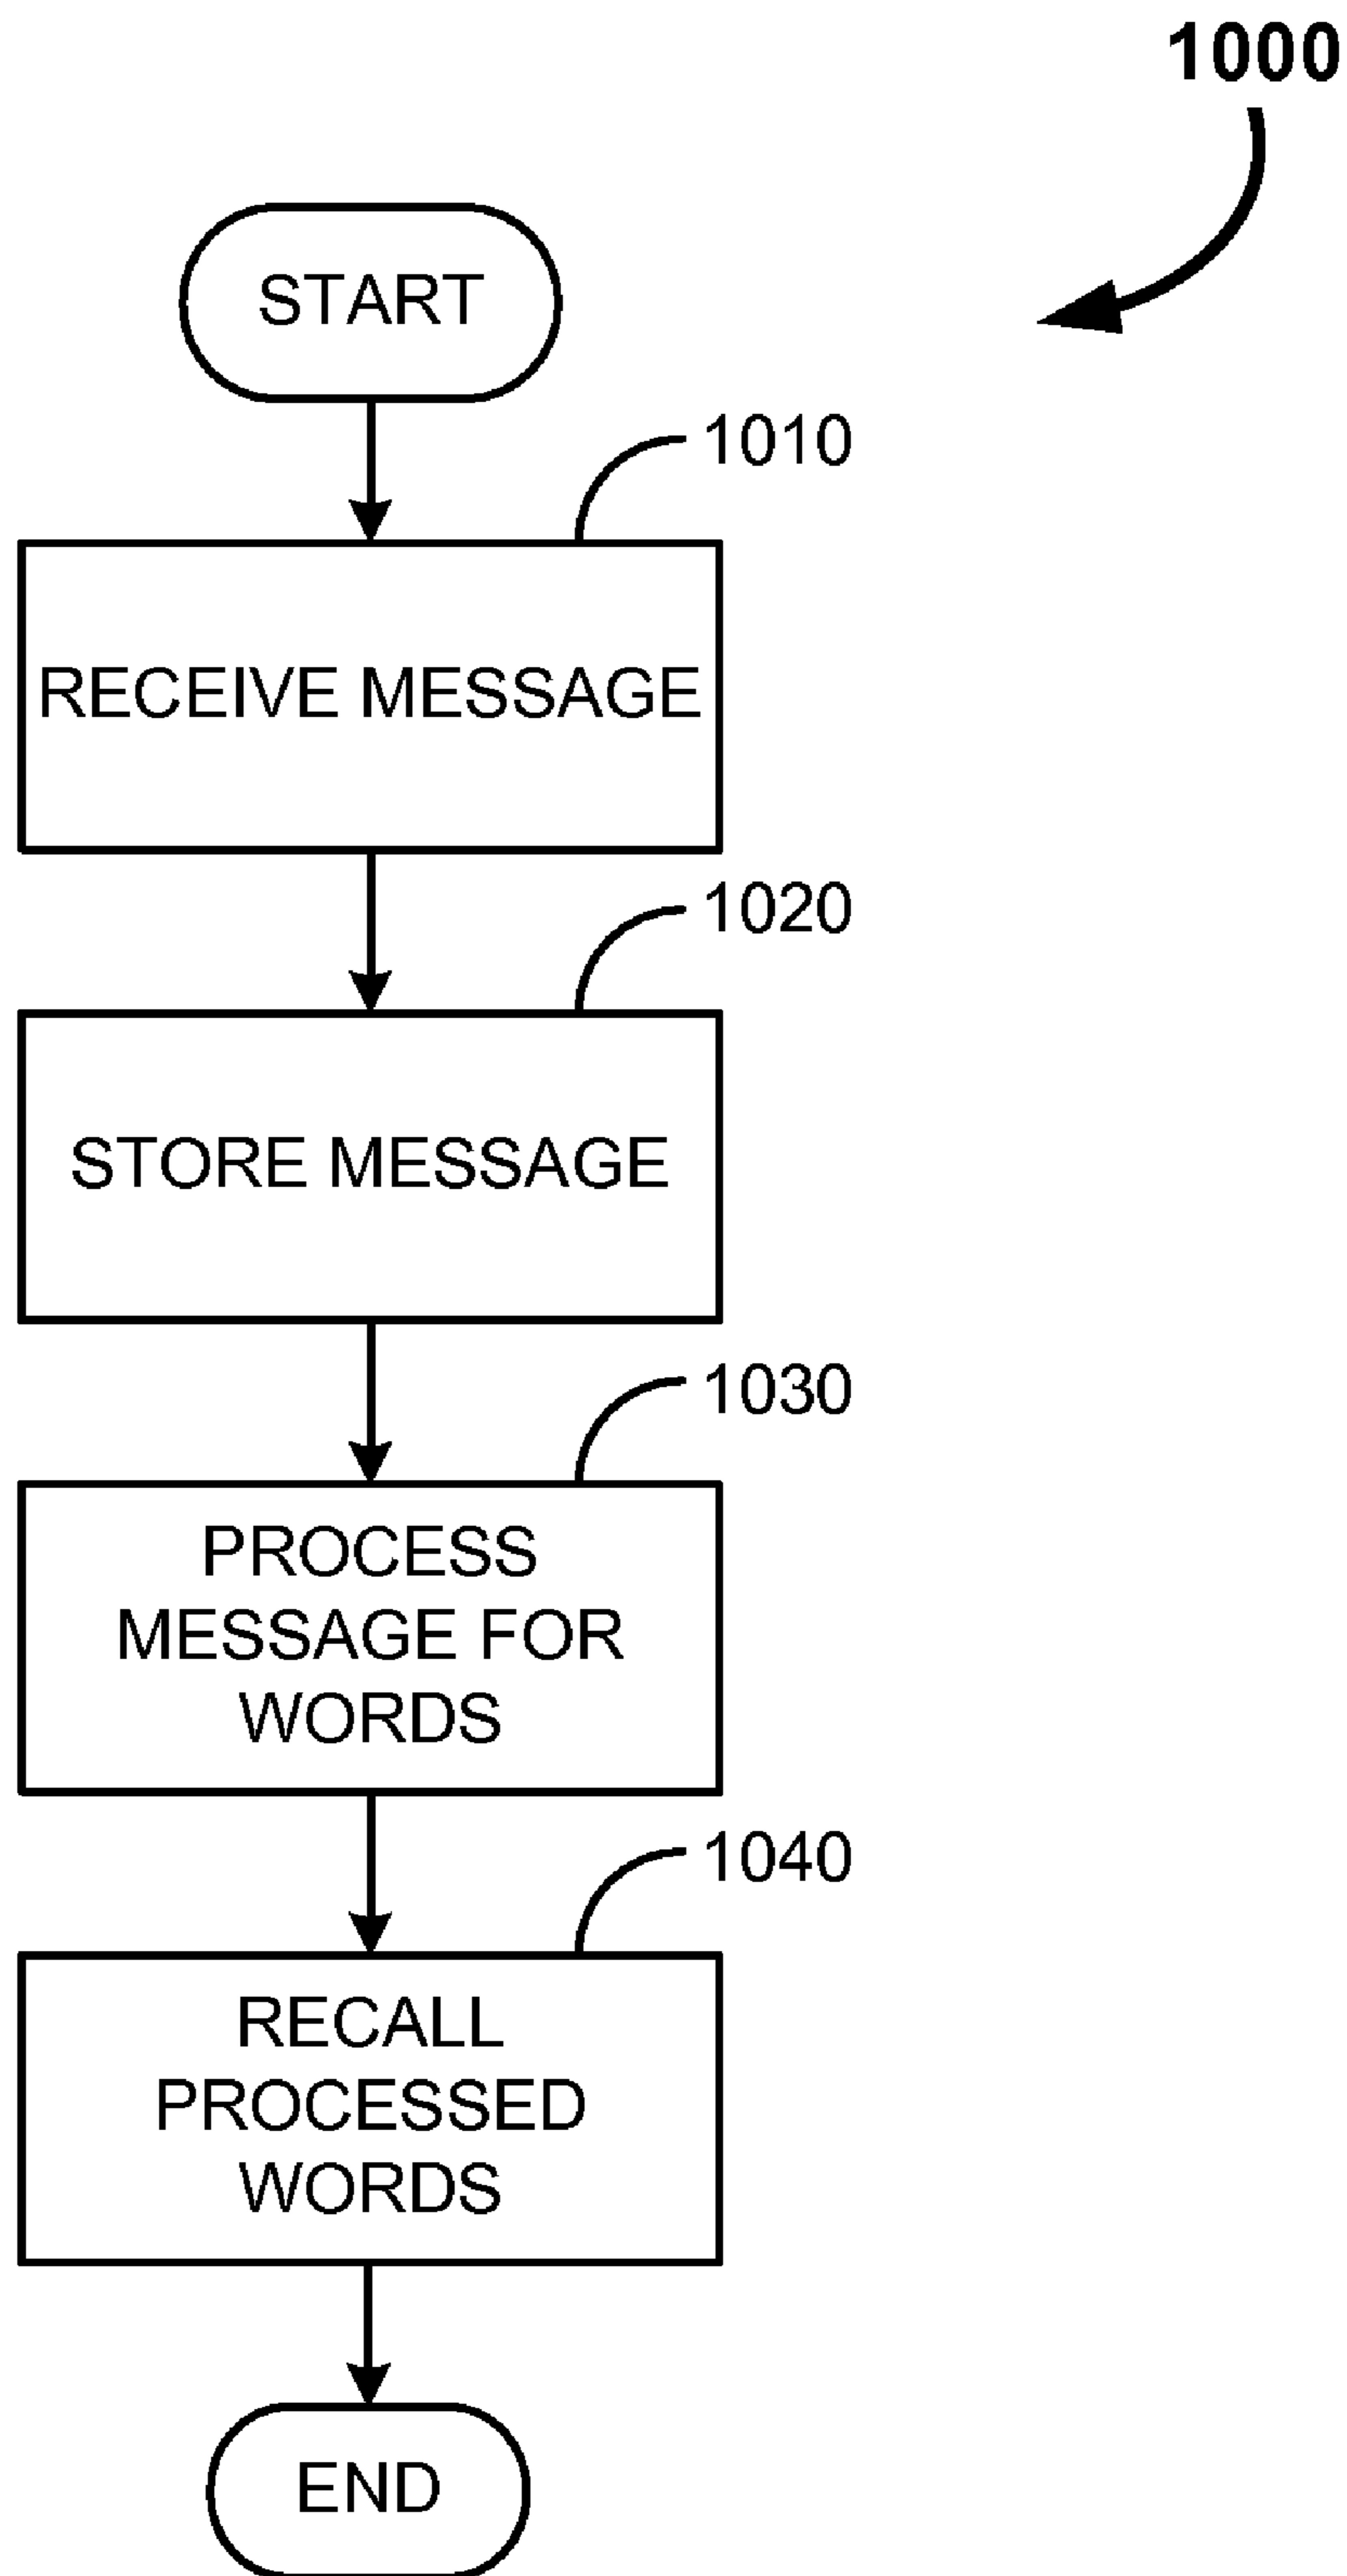 1000
START
1010
RECEIVE MESSAGE
1020
STORE MESSAGE
1030
PROCESS
MESSAGE FOR
WORDS
1040
RECALL
PROCESSED
WORDS
END